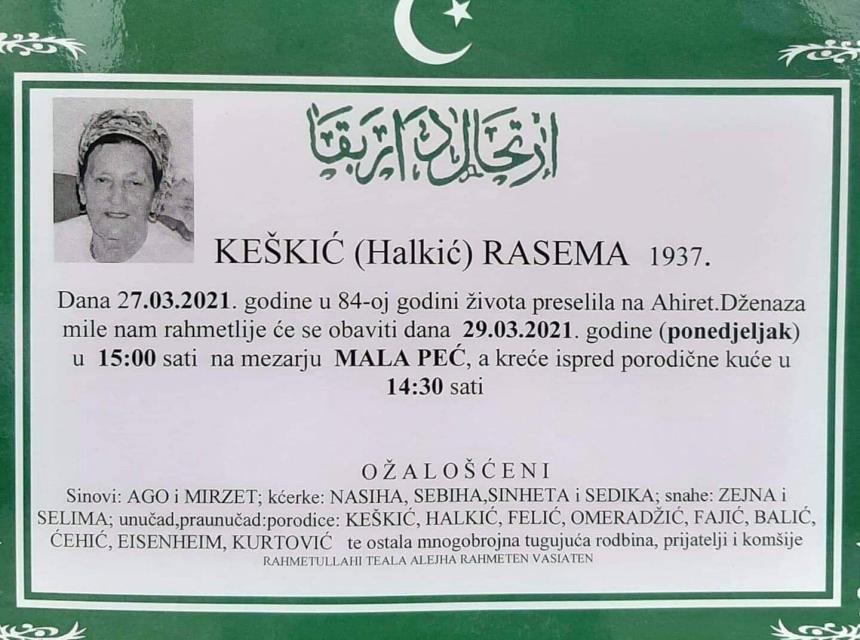 ارتحال دار بقا
KEŠKIĆ (Halkić) RASEMA 1937.
Dana 27.03.2021. godine u 84-oj godini života preselila na Ahiret.Dženaza
mile nam rahmetlije će se obaviti dana 29.03.2021. godine (ponedjeljak)
u 15:00 sati na mezarju MALA PEĆ, a kreće ispred porodične kuće u
14:30 sati
OŽALOŠĆENI
Sinovi: AGO i MIRZET; kćerke: NASIHA, SEBIHA,SINHETA i SEDIKA; snahe: ZEJNA i
SELIMA; unučad,praunučad:porodice: KEŠKIĆ, HALKIĆ, FELIĆ, OMERADŽIĆ, FAJIĆ, BALIĆ,
ĆEHIĆ, EISENHEIM, KURTOVIĆ te ostala mnogobrojna tugujuća rodbina, prijatelji i komšije
RAHMETULLAHI TEALA ALEJHA RAHMETEN VASIATEN